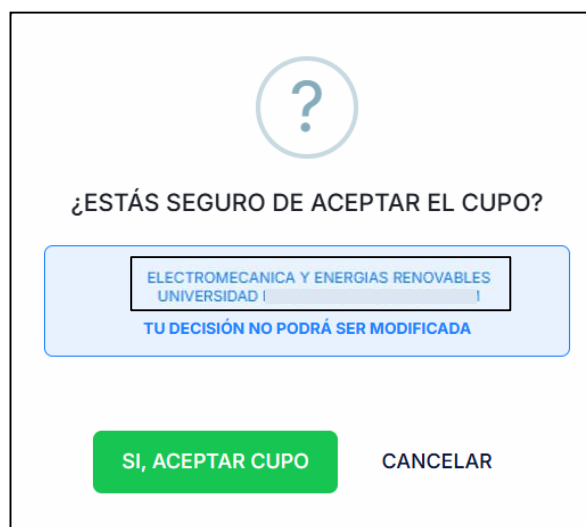 ?
¿ESTÁS SEGURO DE ACEPTAR EL CUPO?
ELECTROMECANICA Y ENERGIAS RENOVABLES
UNIVERSIDAD
TU DECISIÓN NO PODRÁ SER MODIFICADA
SI, ACEPTAR CUPO
CANCELAR